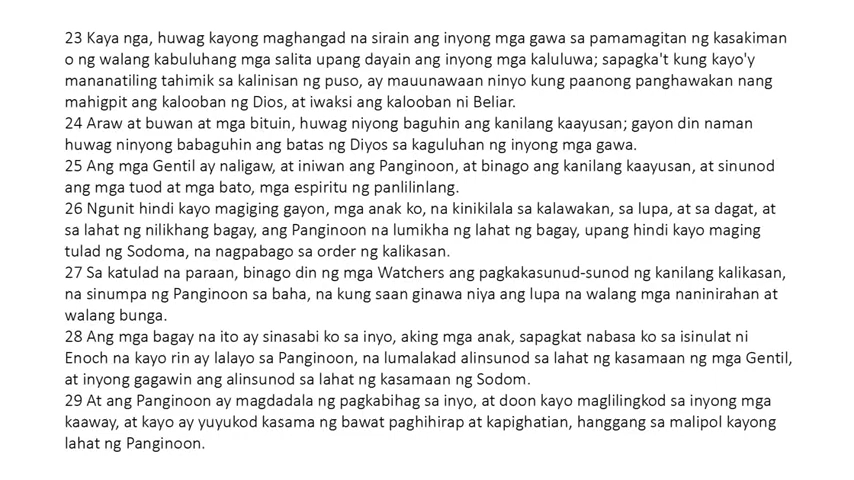 23 Kaya nga, huwag kayong maghangad na sirain ang inyong mga gawa sa pamamagitan ng kasakiman
o ng walang kabuluhang mga salita upang dayain ang inyong mga kaluluwa; sapagka't kung kayo'y
mananatiling tahimik sa kalinisan ng puso, ay mauunawaan ninyo kung paanong panghawakan nang
mahigpit ang kalooban ng Dios, at iwaksi ang kalooban ni Beliar.
24 Araw at buwan at mga bituin, huwag niyong baguhin ang kanilang kaayusan; gayon din naman
huwag ninyong babaguhin ang batas ng Diyos sa kaguluhan ng inyong mga gawa.
25 Ang mga Gentil ay naligaw, at iniwan ang Panginoon, at binago ang kanilang kaayusan, at sinunod
ang mga tuod at mga bato, mga espiritu ng panlilinlang.
26 Ngunit hindi kayo magiging gayon, mga anak ko, na kinikilala sa kalawakan, sa lupa, at sa dagat, at
sa lahat ng nilikhang bagay, ang Panginoon na lumikha ng lahat ng bagay, upang hindi kayo maging
tulad ng Sodoma, na nagpabago sa order ng kalikasan.
27 Sa katulad na paraan, binago din ng mga Watchers ang pagkakasunud-sunod ng kanilang kalikasan,
na sinumpa ng Panginoon sa baha, na kung saan ginawa niya ang lupa na walang mga naninirahan at
walang bunga.
28 Ang mga bagay na ito ay sinasabi ko sa inyo, aking mga anak, sapagkat nabasa ko sa isinulat ni
Enoch na kayo rin ay lalayo sa Panginoon, na lumalakad alinsunod sa lahat ng kasamaan ng mga Gentil,
at inyong gagawin ang alinsunod sa lahat ng kasamaan ng Sodom.
29 At ang Panginoon ay magdadala ng pagkabihag sa inyo, at doon kayo maglilingkod sa inyong mga
kaaway, at kayo ay yuyukod kasama ng bawat paghihirap at kapighatian, hanggang sa malipol kayong
lahat ng Panginoon.